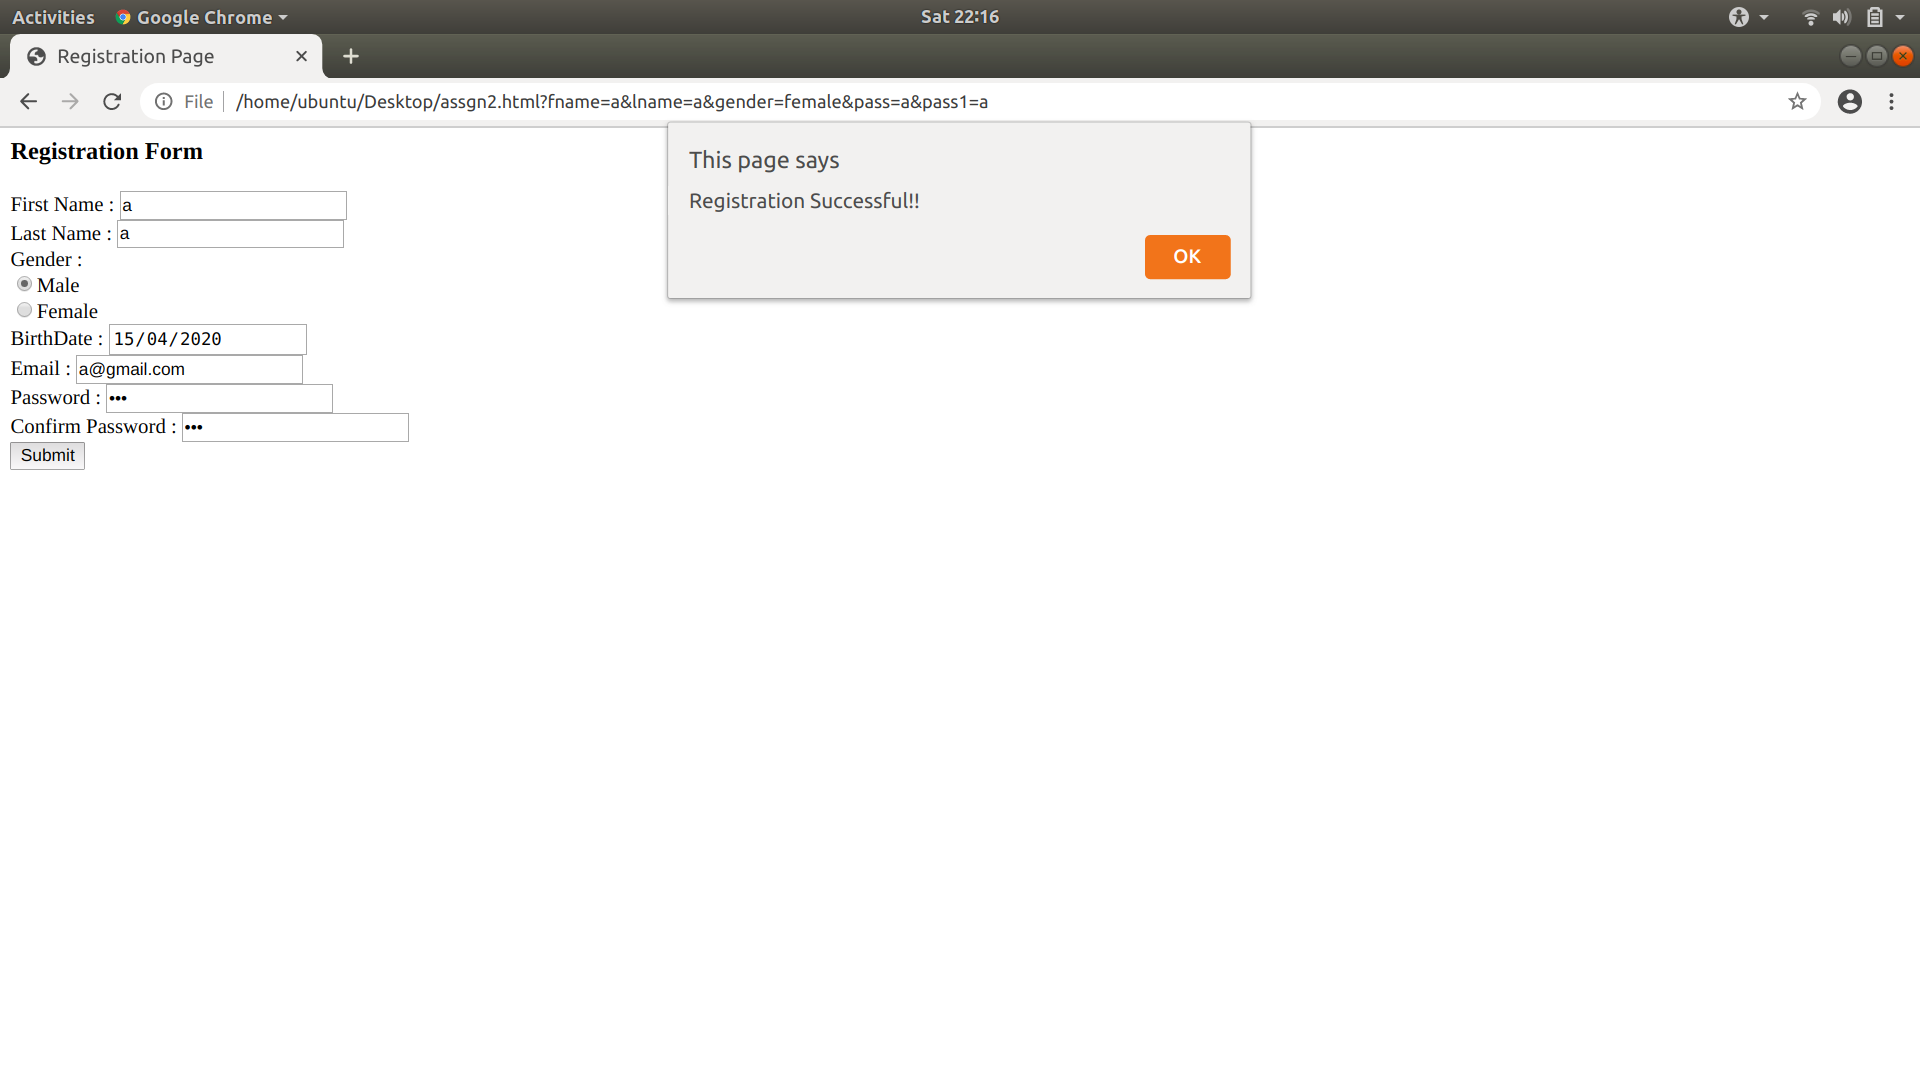 Activities Google Chrome Sat 22:16
Registration Page
File /home/ubuntu/Desktop/assgn2.html?fname=a&lname=a&gender=female&pass=a&pass1=a
This page says
Registration Successful!!
OK
Registration Form
First Name : a
Last Name : a
Gender :
Male
Female
BirthDate : 15/04/2020
Email : a@gmail.com
Password : •••
Confirm Password : •••
Submit